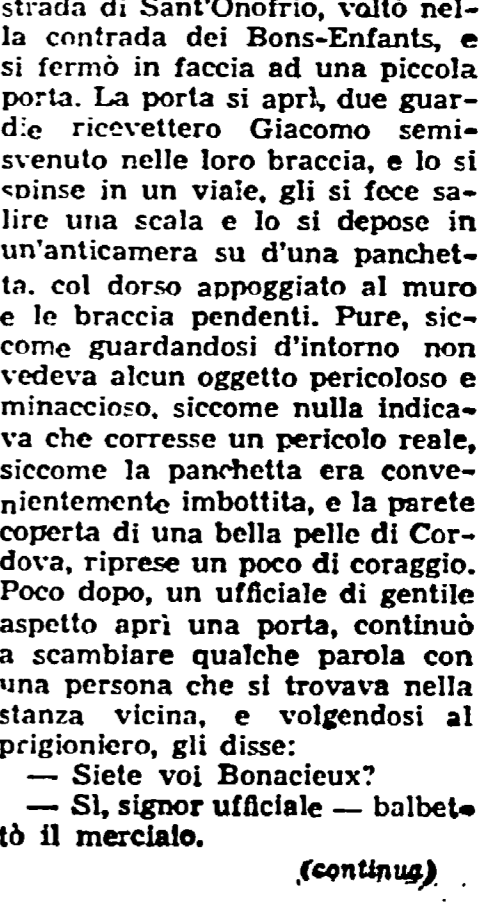 strada di Sant'Onofrio, voltò nel-
la contrada dei Bons-Enfants, e
si fermò in faccia ad una piccola
porta. La porta si aprì, due guar-
die ricevettero Giacomo semi-
svenuto nelle loro braccia, e lo si
spinse in un viale, gli si fece sa-
lire una scala e lo si depose in
un'anticamera su d'una panchet-
ta. col dorso appoggiato al muro
e le braccia pendenti. Pure, sic-
come guardandosi d'intorno non
vedeva alcun oggetto pericoloso e
minaccioso, siccome nulla indica-
va che corresse un pericolo reale,
siccome la panchetta era conve-
nientemente imbottita, e la parete
coperta di una bella pelle di Cor-
dova, riprese un poco di coraggio.
Poco dopo, un ufficiale di gentile
aspetto aprì una porta, continuò
a scambiare qualche parola con
una persona che si trovava nella
stanza vicina, e volgendosi al
prigioniero, gli disse:
— Siete voi Bonacieux?
— Sì, signor ufficiale — balbet-
tò il merciaio.
(continua)